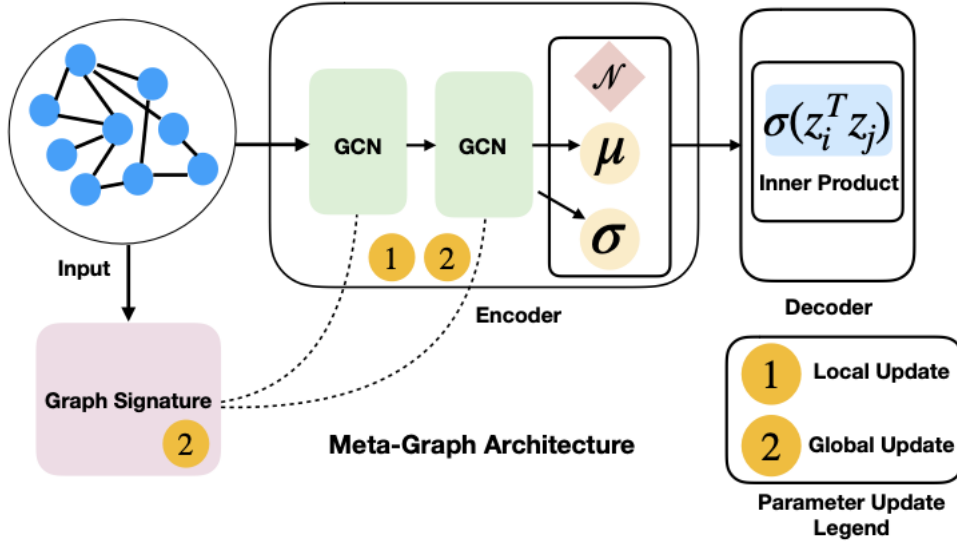 𝒩
GCN
GCN
μ
σ
σ(z_i^T z_j)
Inner Product
1
2
Input
Encoder
Decoder
Graph Signature
2
Meta-Graph Architecture
1 Local Update
2 Global Update
Parameter Update
Legend